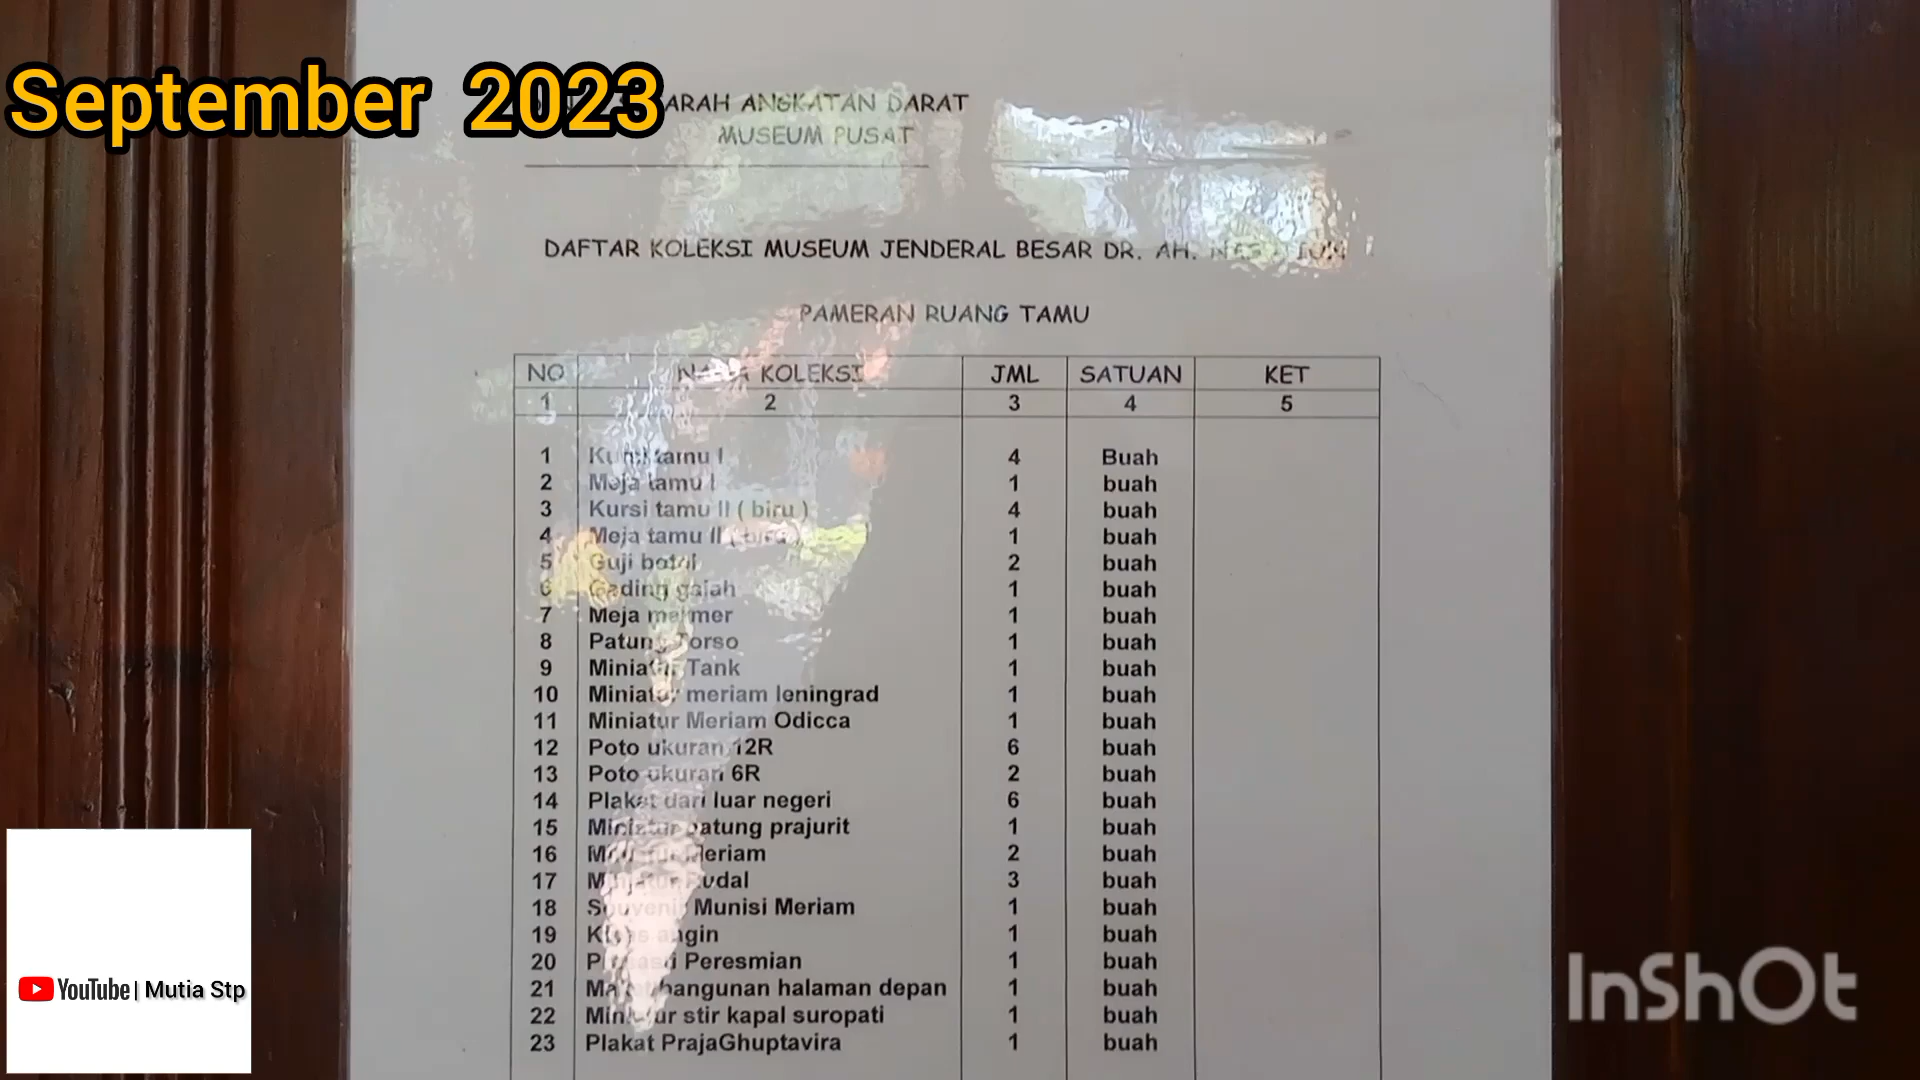 September 2023
ARAH ANGKATAN DARAT
MUSEUM PUSAT
DAFTAR KOLEKSI MUSEUM JENDERAL BESAR DR. AH.
PAMERAN RUANG TAMU
NO NAMA KOLEKSI JML SATUAN KET
1 2 3 4 5
1 Kursi tamu I 4 Buah
2 Meja tamu I 1 buah
3 Kursi tamu II ( biru ) 4 buah
4 Meja tamu II ( biru ) 1 buah
5 Guji botol 2 buah
6 Gading gajah 1 buah
7 Meja marmer 1 buah
8 Patung Torso 1 buah
9 Miniatur Tank 1 buah
10 Miniatur meriam leningrad 1 buah
11 Miniatur Meriam Odicca 1 buah
12 Poto ukuran 12R 6 buah
13 Poto ukuran 6R 2 buah
14 Plakat dari luar negeri 6 buah
15 Miniatur patung prajurit 1 buah
16 Miniatur Meriam 2 buah
17 Miniatur Rudal 3 buah
18 Souvenir Munisi Meriam 1 buah
19 angin 1 buah
20 Prasasti Peresmian 1 buah
21 bangunan halaman depan 1 buah
22 Miniatur stir kapal suropati 1 buah
23 Plakat PrajaGhuptavira 1 buah
YouTube | Mutia Stp
InShOt